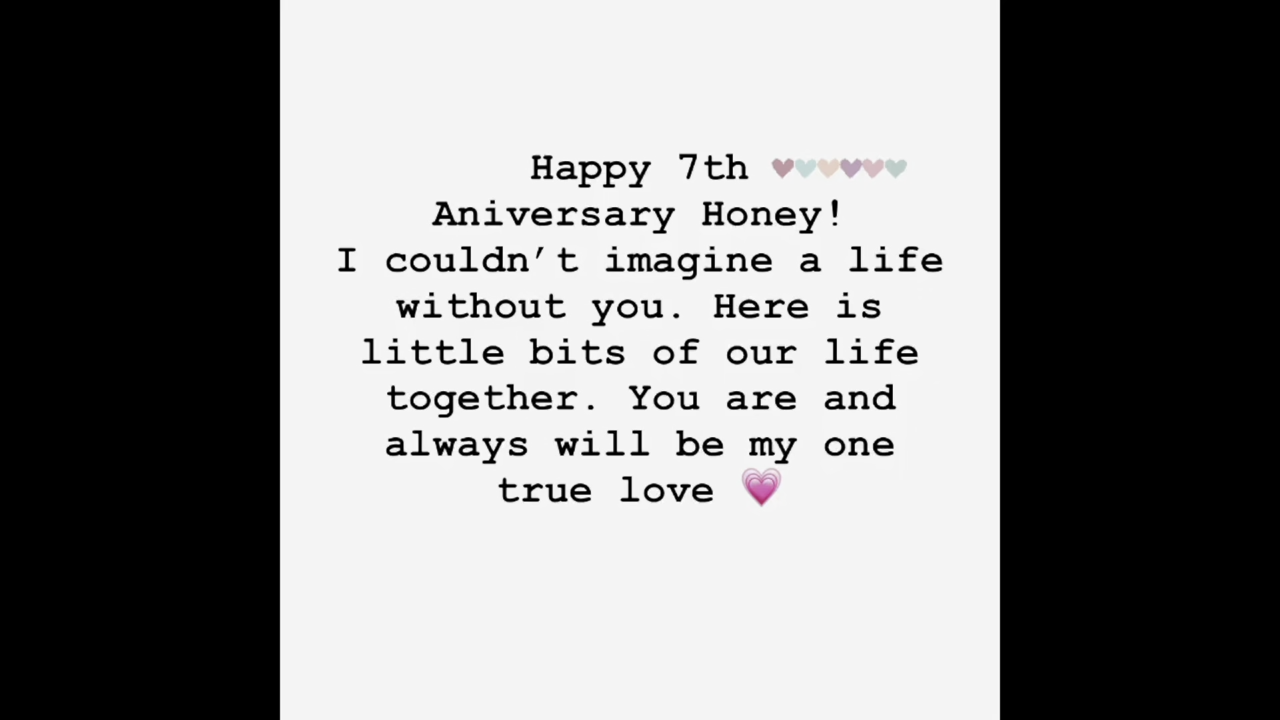 Happy 7th 
Aniversary Honey!
I couldn’t imagine a life
without you. Here is
little bits of our life
together. You are and
always will be my one
true love 💗